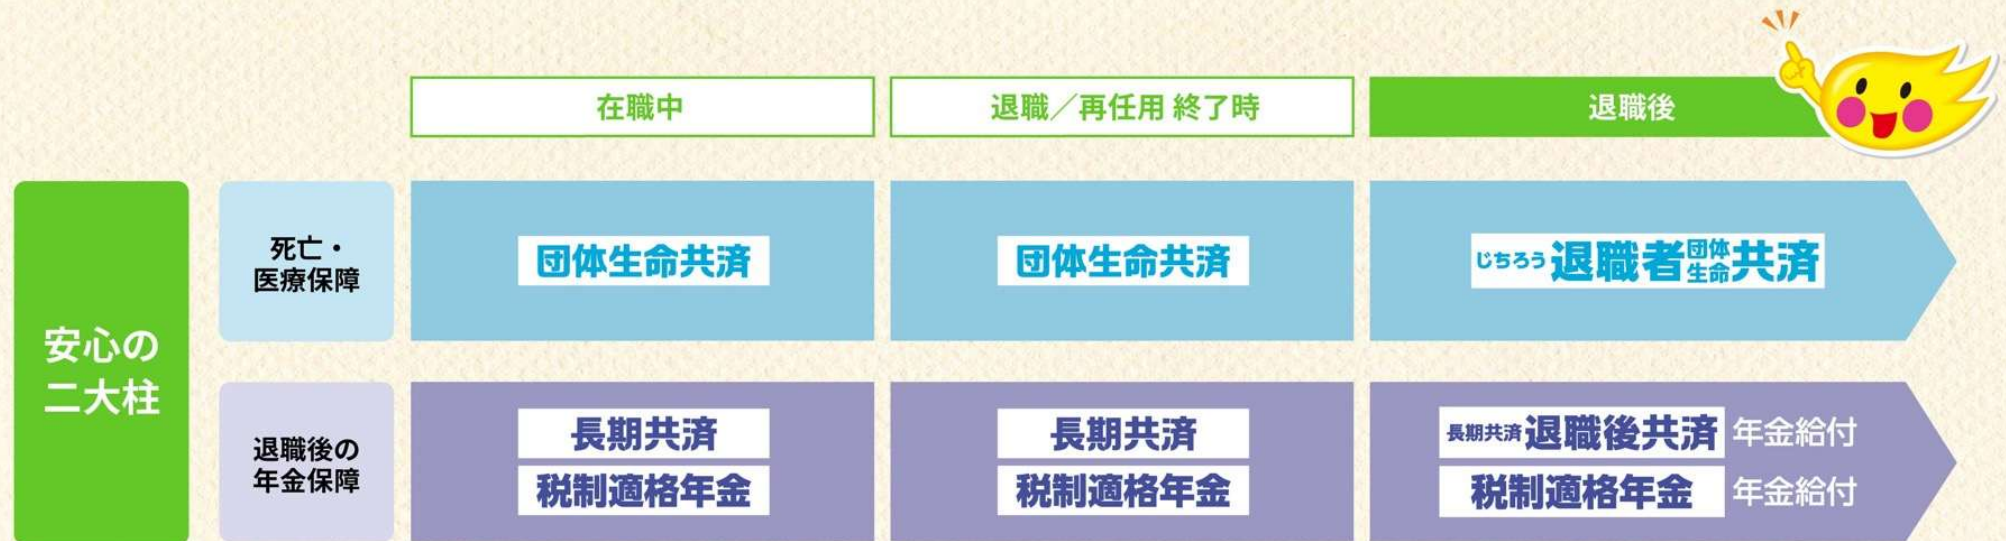 在職中
退職／再任用 終了時
退職後
安心の
二大柱
死亡・
医療保障
団体生命共済
団体生命共済
じちろう 退職者団体生命共済
退職後の
年金保障
長期共済
税制適格年金
長期共済
税制適格年金
長期共済 退職後共済 年金給付
税制適格年金 年金給付